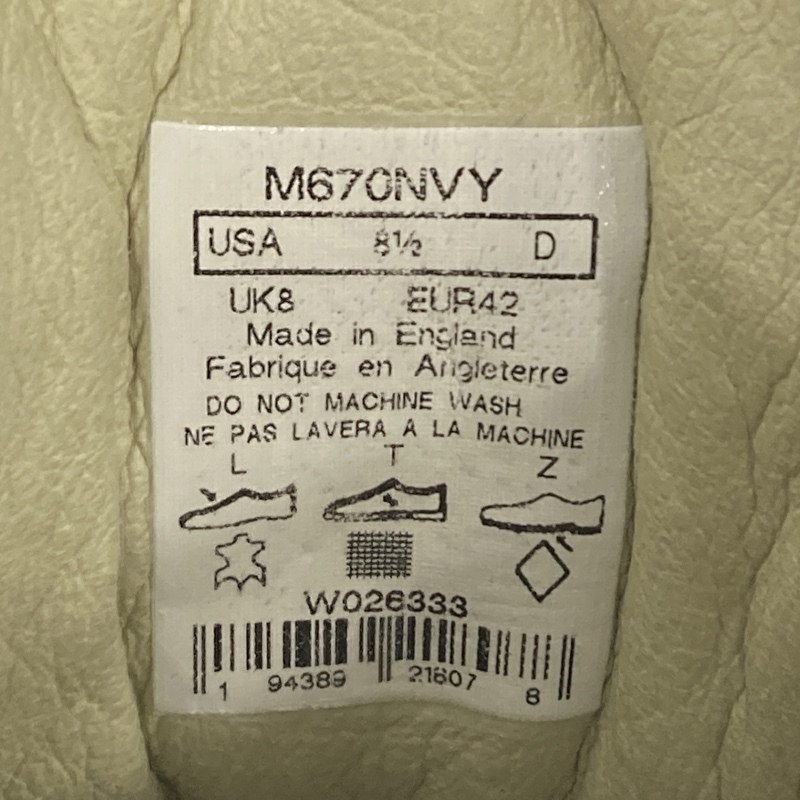 M670NVY
USA 8½ D
UK8 EUR42
Made in England
Fabrique en Angleterre
DO NOT MACHINE WASH
NE PAS LAVERA A LA MACHINE
L T Z
W026333
1 94389 21607 8